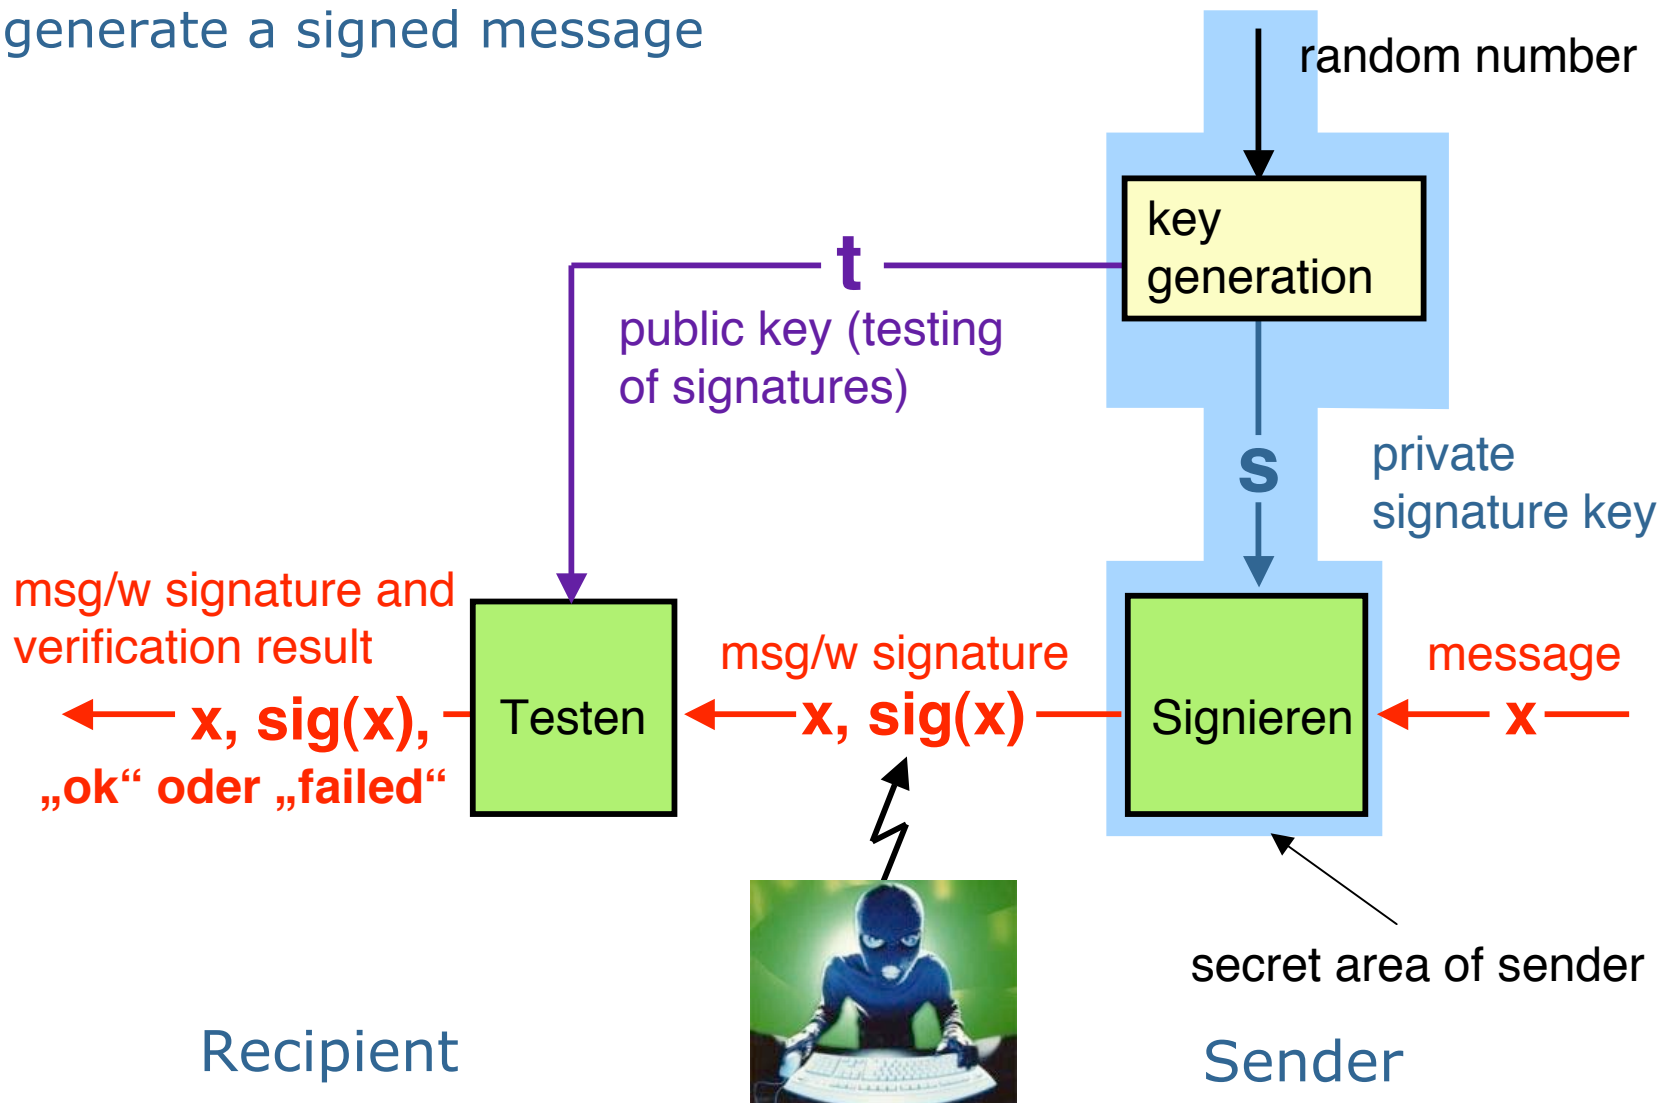 generate a signed message
random number
key
generation
t
public key (testing
of signatures)
s
private
signature key
msg/w signature and
verification result
x, sig(x),
„ok“ oder „failed“
Testen
msg/w signature
x, sig(x)
Signieren
message
x
secret area of sender
Recipient
Sender